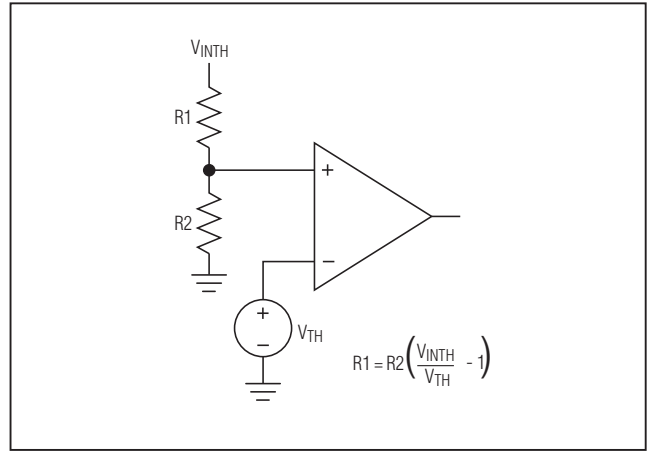 VINTH
R1
+
R2
−
+
−
VTH
R1 = R2(VINTH/VTH - 1)